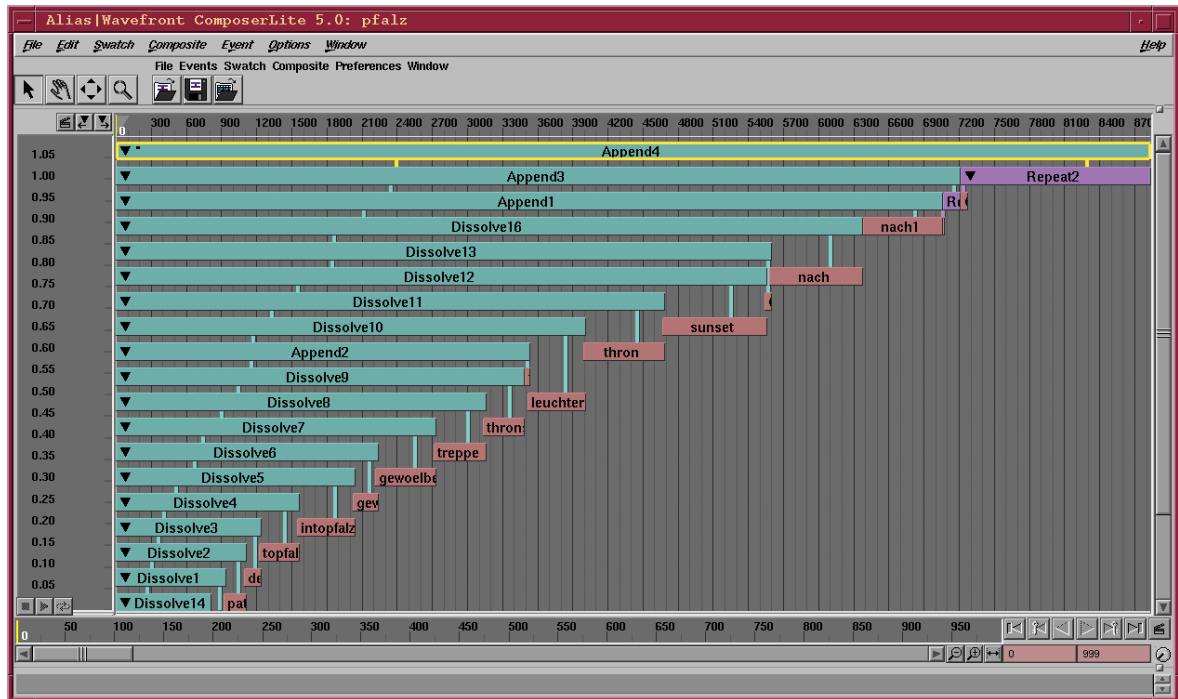 Alias|Wavefront ComposerLite 5.0: pfalz
File Edit Swatch Composite Event Options Window Help
File Events Swatch Composite Preferences Window
0 300 600 900 1200 1500 1800 2100 2400 2700 3000 3300 3600 3900 4200 4500 4800 5100 5400 5700 6000 6300 6600 6900 7200 7500 7800 8100 8400 870
1.05 Append4
1.00 Append3 Repeat2
0.95 Append1 R
0.90 Dissolve16 nach1
0.85 Dissolve13
0.80
0.75 Dissolve12 nach
0.70 Dissolve11
0.65 Dissolve10 sunset
0.60 Append2 thron
0.55 Dissolve9
0.50 Dissolve8 leuchter
0.45 Dissolve7 thron
0.40
0.35 Dissolve6 treppe
0.30 Dissolve5 gewoelbe
0.25 Dissolve4 gew
0.20 Dissolve3 intopfalz
0.15 Dissolve2 topfal
0.10 Dissolve1 de
0.05 Dissolve14 pat
0 50 100 150 200 250 300 350 400 450 500 550 600 650 700 750 800 850 900 950
0 999